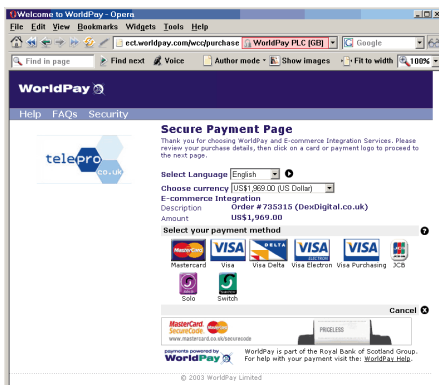 Welcome to WorldPay - Opera
File Edit View Bookmarks Widgets Tools Help
ect.worldpay.com/wcc/purchase WorldPay PLC [GB] Google
Find in page Find next Voice Author mode Show images Fit to width 100%
WorldPay
Help FAQs Security
telepro
co.uk
Secure Payment Page
Thank you for choosing WorldPay and E-commerce Integration Services. Please
review your purchase details, then click on a card or payment logo to proceed to
the next page.
Select Language English
Choose currency US$1,969.00 (US Dollar)
E-commerce Integration
Description Order #735315 (DexDigital.co.uk)
Amount US$1,969.00
Select your payment method ?
MasterCard VISA VISA DELTA VISA ELECTRON VISA JCB
Mastercard Visa Visa Delta Visa Electron Visa Purchasing JCB
Solo Switch
Cancel X
MasterCard.
SecureCode.
MasterCard
PRICELESS
www.mastercard.co.uk/securecode
payments powered by
WorldPay
WorldPay is part of the Royal Bank of Scotland Group.
For help with your payment visit the: WorldPay Help.
© 2003 WorldPay Limited